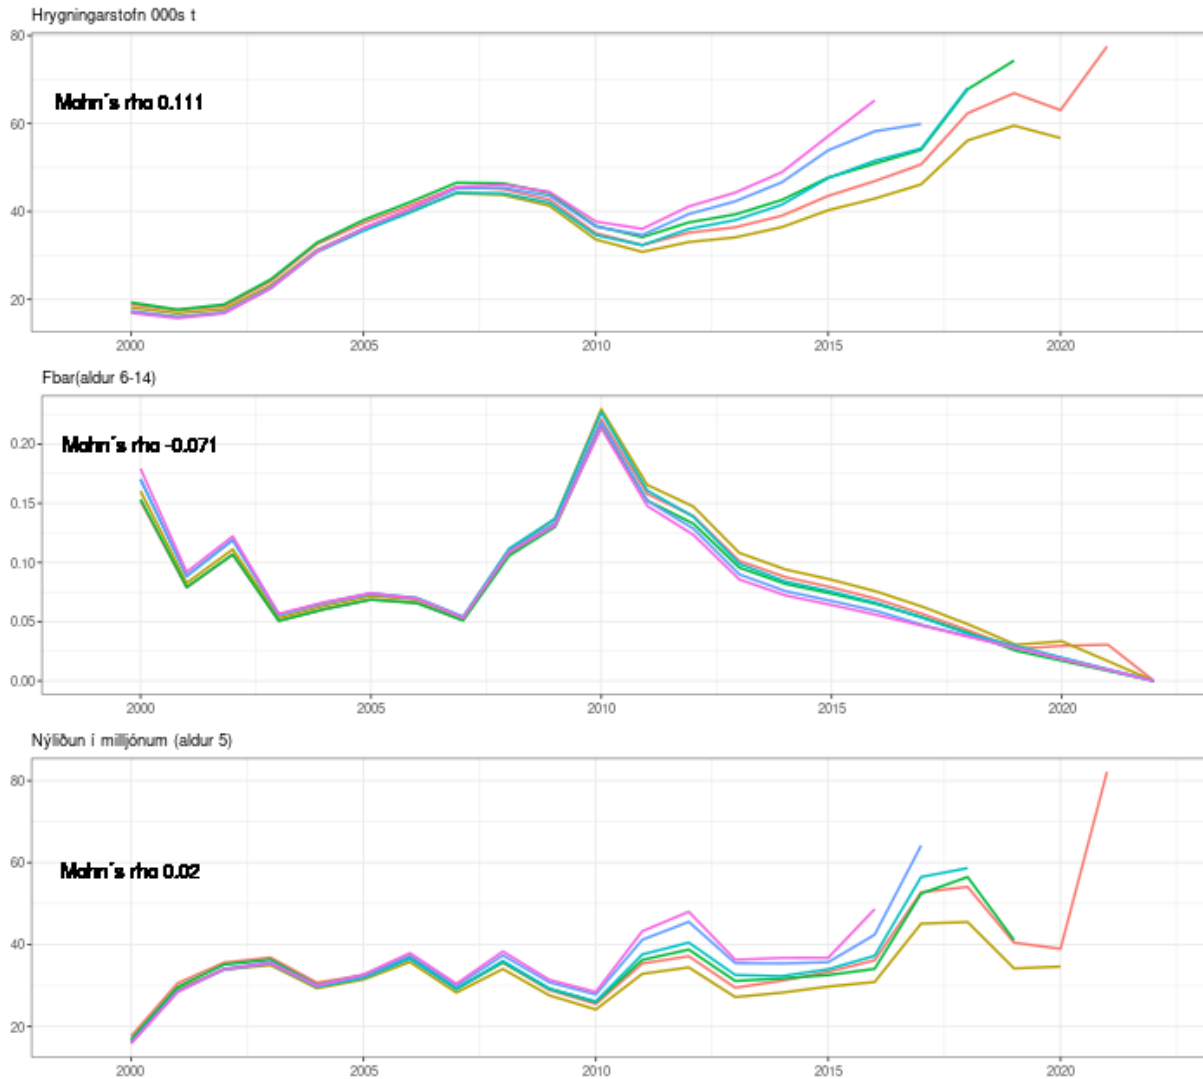 Hrygningarstofn 000s t
80
60
40
20
Mohn´s rho 0.111
2000 2005 2010 2015 2020
Fbar(aldur 6-14)
0.20
0.15
0.10
0.05
0.00
Mohn´s rho -0.071
2000 2005 2010 2015 2020
Nýliðun í milljónum (aldur 5)
80
60
40
20
Mohn´s rho 0.02
2000 2005 2010 2015 2020